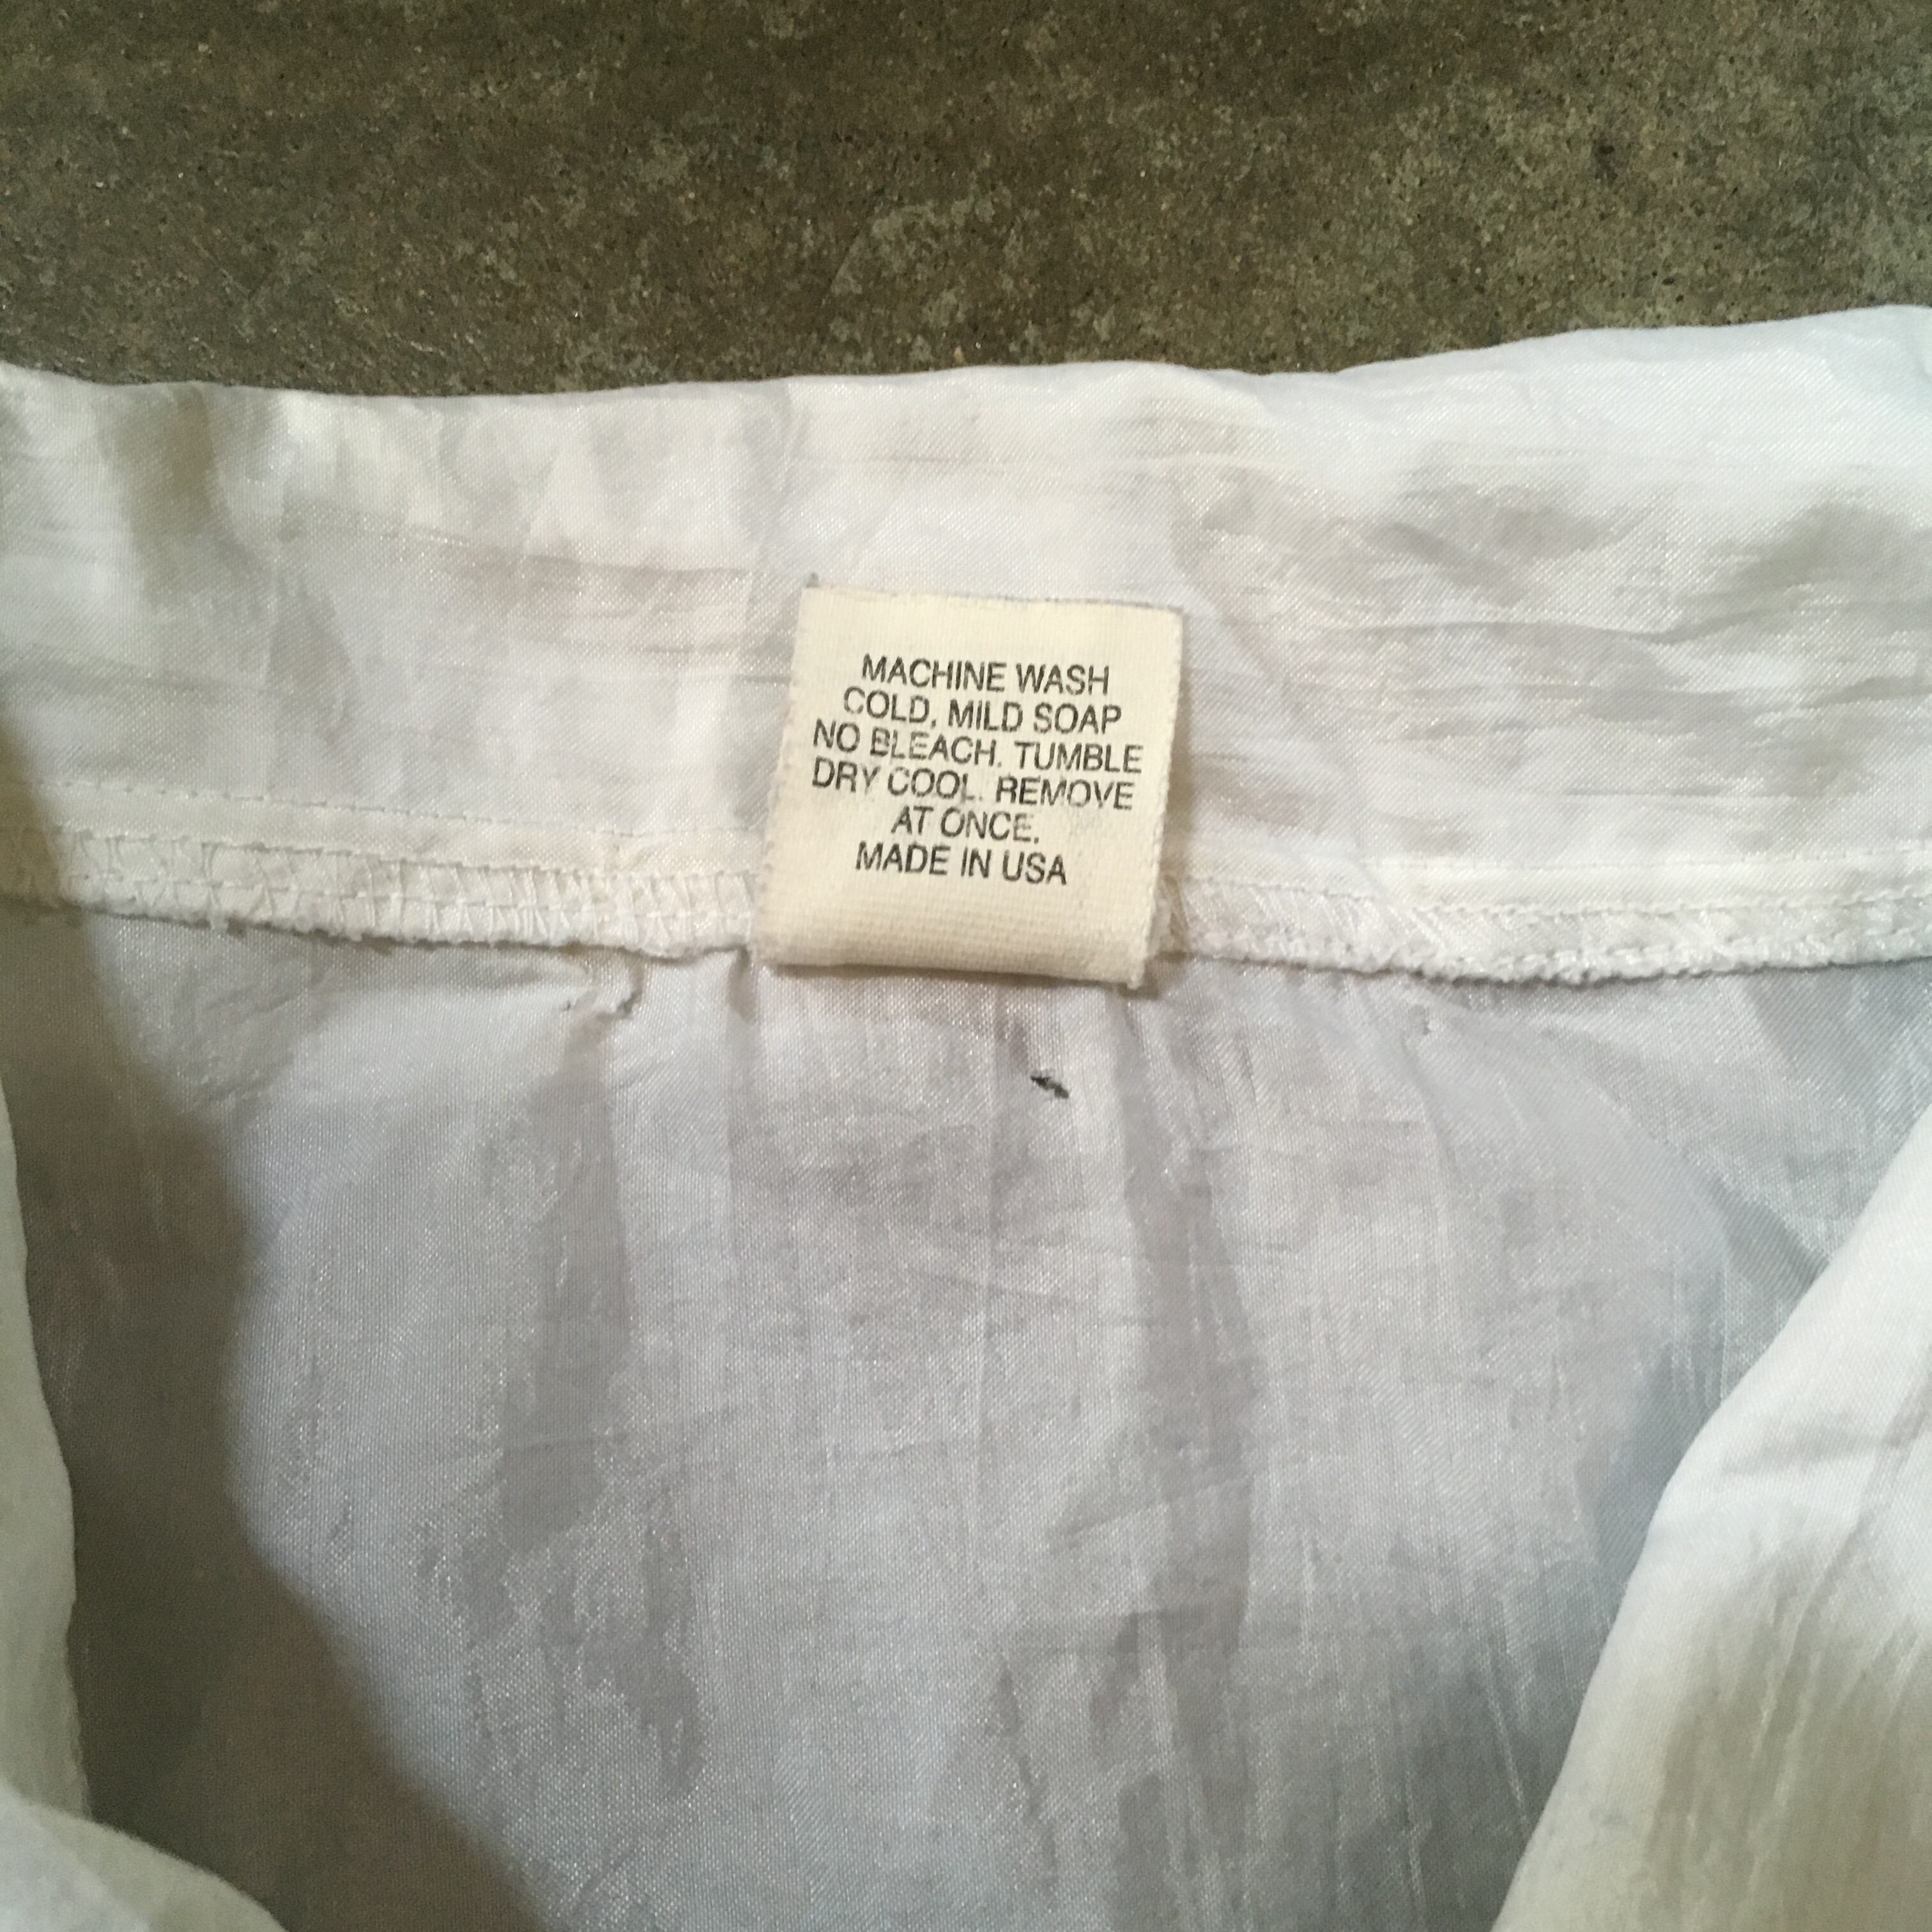 MACHINE WASH
COLD, MILD SOAP
NO BLEACH. TUMBLE
DRY COOL. REMOVE
AT ONCE.
MADE IN USA